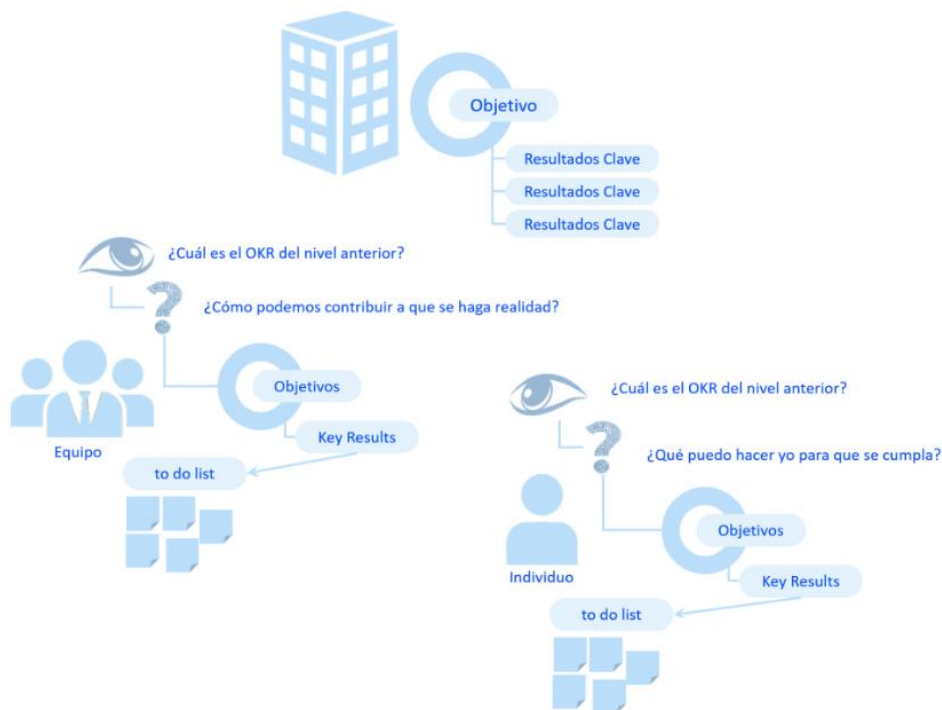 Objetivo
Resultados Clave
Resultados Clave
Resultados Clave
¿Cuál es el OKR del nivel anterior?
¿Cómo podemos contribuir a que se haga realidad?
Objetivos
Key Results
Equipo
to do list
¿Cuál es el OKR del nivel anterior?
¿Qué puedo hacer yo para que se cumpla?
Objetivos
Key Results
Individuo
to do list